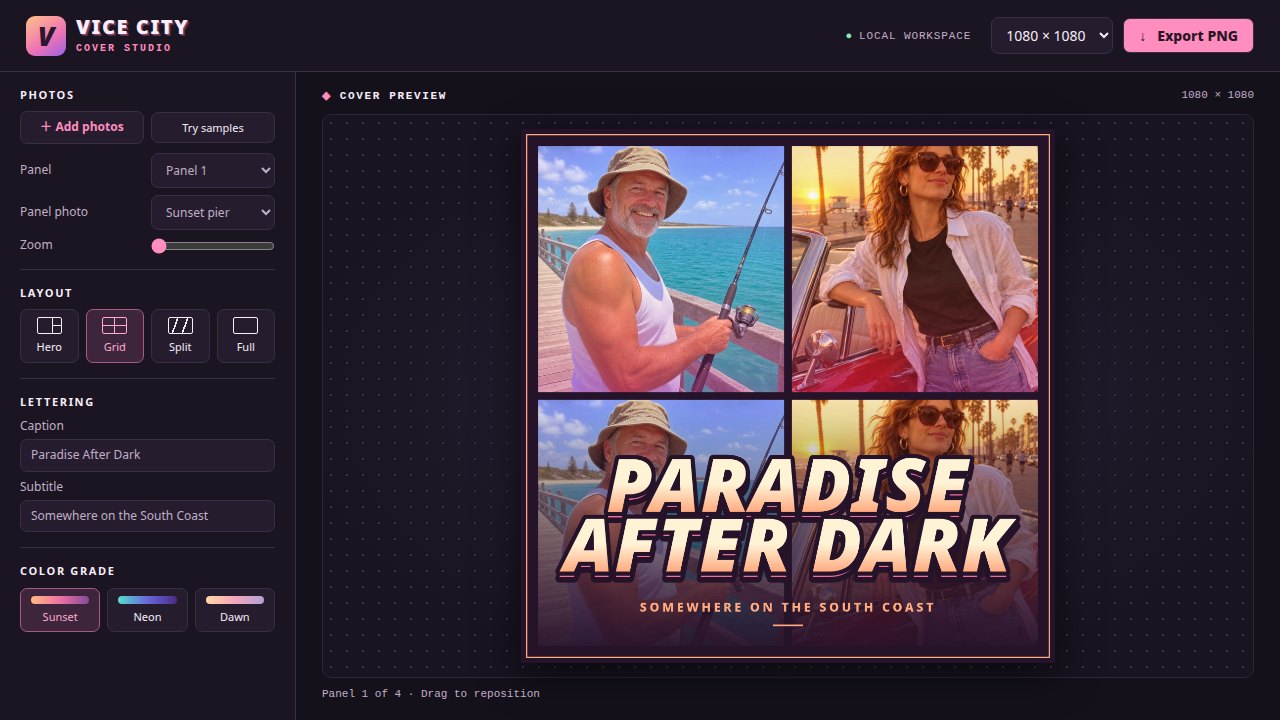 V
VICE CITY
COVER STUDIO
● LOCAL WORKSPACE
1080 × 1080
↓ Export PNG
PHOTOS
+ Add photos
Try samples
Panel
Panel 1
Panel photo
Sunset pier
Zoom
LAYOUT
Hero
Grid
Split
Full
LETTERING
Caption
Paradise After Dark
Subtitle
Somewhere on the South Coast
COLOR GRADE
Sunset
Neon
Dawn
◆ COVER PREVIEW
1080 × 1080
PARADISE
AFTER DARK
SOMEWHERE ON THE SOUTH COAST
Panel 1 of 4 · Drag to reposition